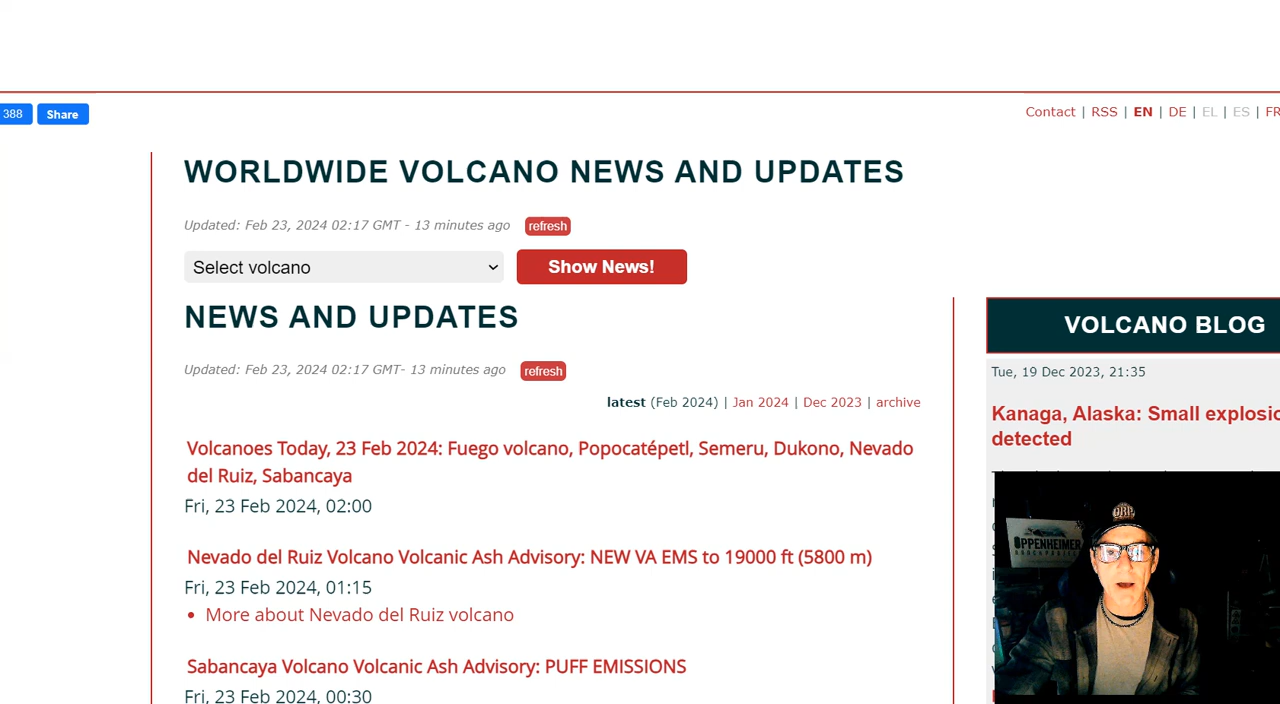 388 Share
Contact | RSS | EN | DE | EL | ES | FR
WORLDWIDE VOLCANO NEWS AND UPDATES
Updated: Feb 23, 2024 02:17 GMT - 13 minutes ago refresh
Select volcano Show News!
NEWS AND UPDATES
Updated: Feb 23, 2024 02:17 GMT- 13 minutes ago refresh
latest (Feb 2024) | Jan 2024 | Dec 2023 | archive
Volcanoes Today, 23 Feb 2024: Fuego volcano, Popocatépetl, Semeru, Dukono, Nevado
del Ruiz, Sabancaya
Fri, 23 Feb 2024, 02:00
Nevado del Ruiz Volcano Volcanic Ash Advisory: NEW VA EMS to 19000 ft (5800 m)
Fri, 23 Feb 2024, 01:15
• More about Nevado del Ruiz volcano
Sabancaya Volcano Volcanic Ash Advisory: PUFF EMISSIONS
Fri, 23 Feb 2024, 00:30
VOLCANO BLOG
Tue, 19 Dec 2023, 21:35
Kanaga, Alaska: Small explosio
detected
ORP
OPPENHEIMER